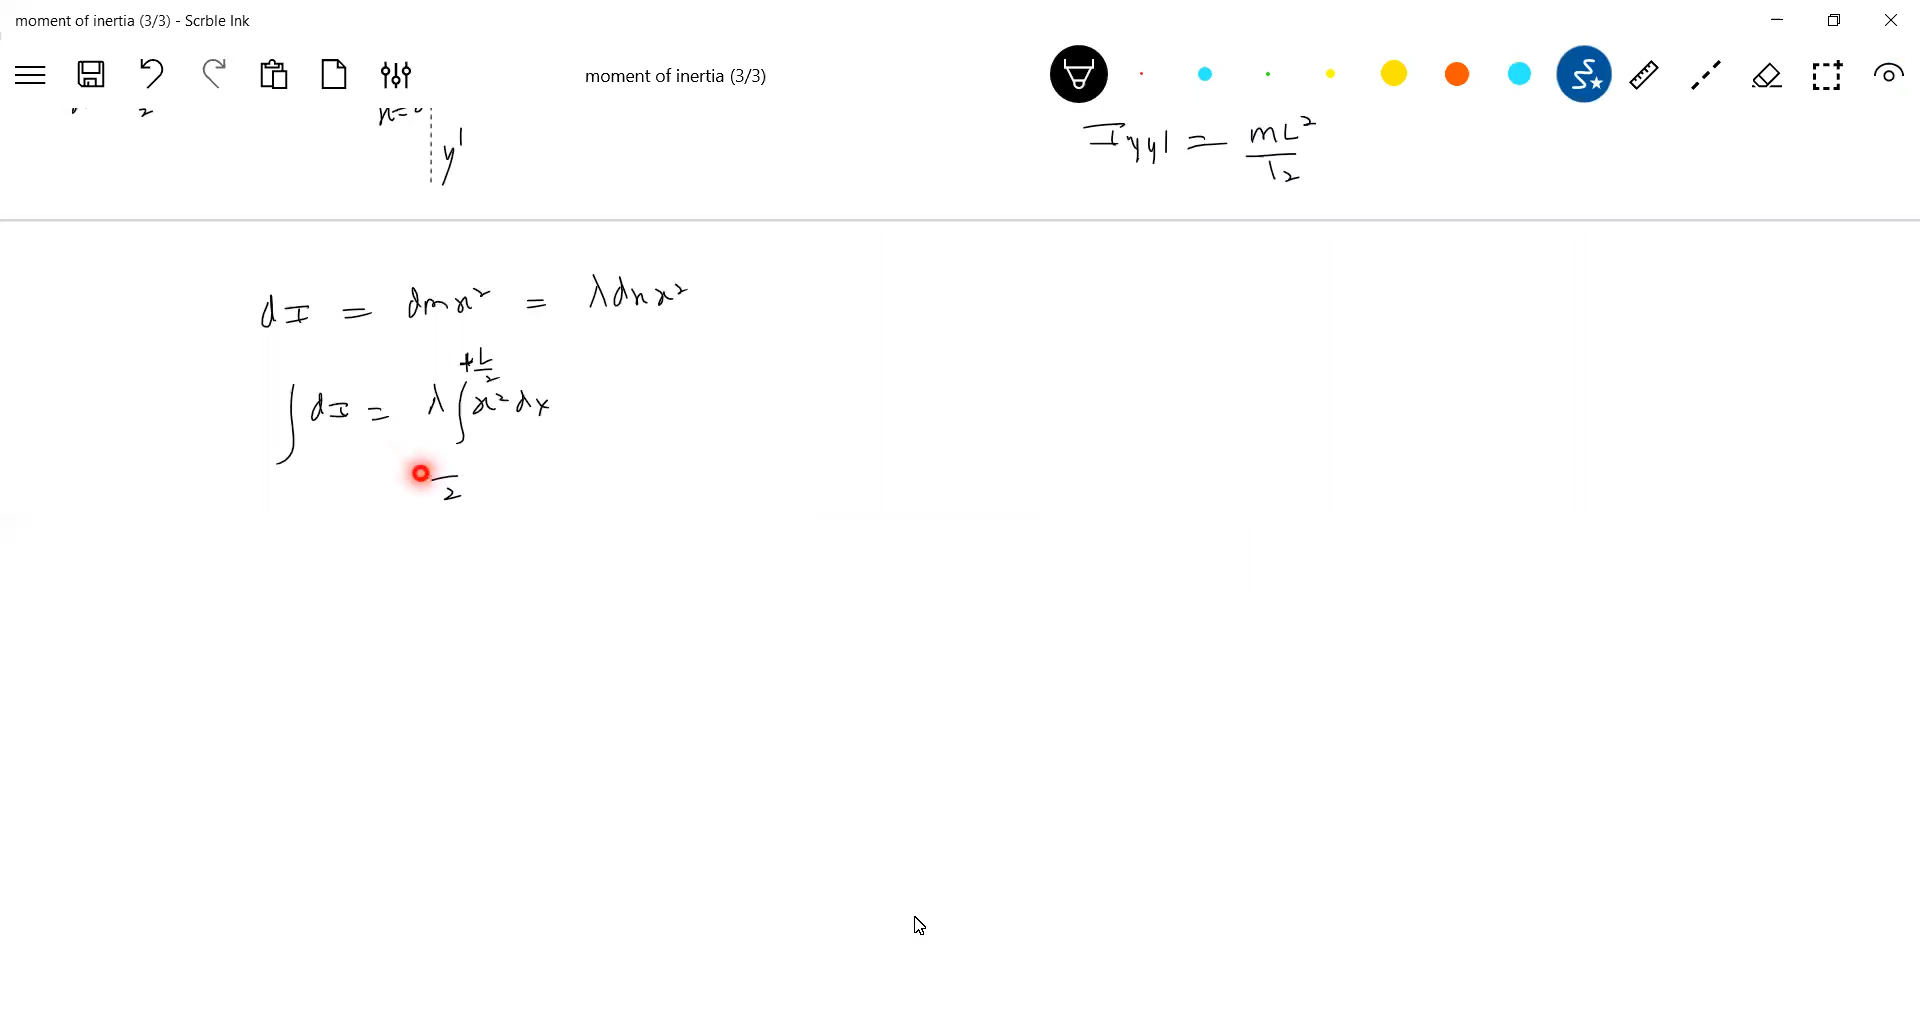 moment of inertia (3/3) - Scrble Ink
moment of inertia (3/3)
2
y'
Iyy' = mL²/12
dI = dm x² = λ dx x²
∫ dI = λ ∫ x² dx
+L/2
2